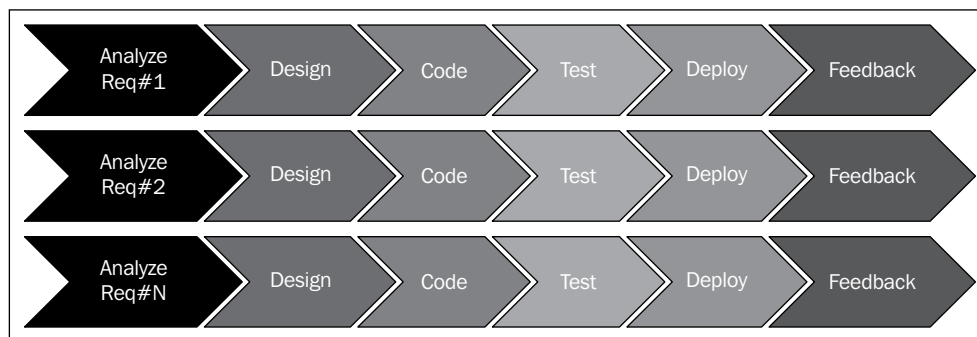 Analyze
Req#1
Design
Code
Test
Deploy
Feedback
Analyze
Req#2
Design
Code
Test
Deploy
Feedback
Analyze
Req#N
Design
Code
Test
Deploy
Feedback